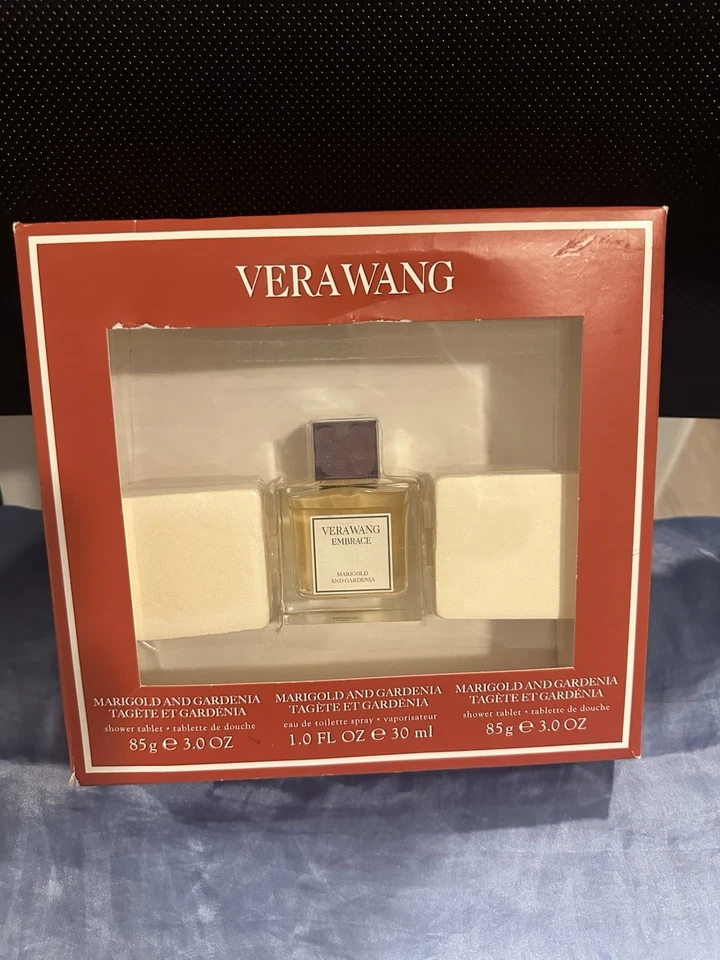 VERAWANG
VERAWANG
EMBRACE
MARIGOLD
AND GARDENIA
MARIGOLD AND GARDENIA
TAGÈTE ET GARDÉNIA
shower tablet • tablette de douche
85g ℮ 3.0 OZ
MARIGOLD AND GARDENIA
TAGÈTE ET GARDÉNIA
eau de toilette spray • vaporisateur
1.0 FL OZ ℮ 30 ml
MARIGOLD AND GARDENIA
TAGÈTE ET GARDÉNIA
shower tablet • tablette de douche
85g ℮ 3.0 OZ